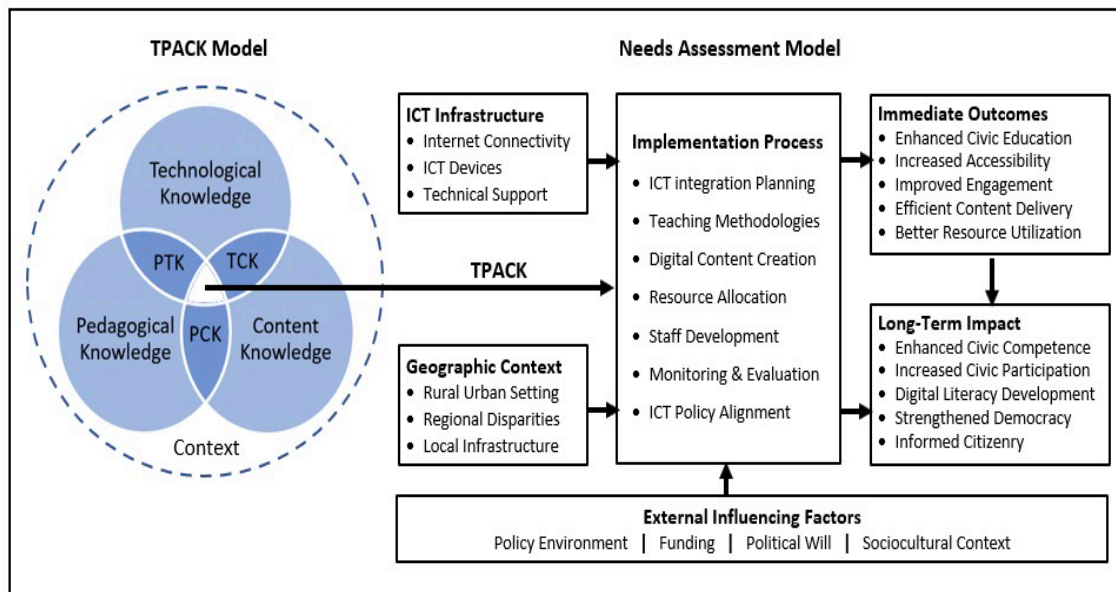 TPACK Model
Technological
Knowledge
PTK
TCK
Pedagogical
Knowledge
PCK
Content
Knowledge
Context
TPACK
Needs Assessment Model
ICT Infrastructure
• Internet Connectivity
• ICT Devices
• Technical Support
Geographic Context
• Rural Urban Setting
• Regional Disparities
• Local Infrastructure
Implementation Process
• ICT integration Planning
• Teaching Methodologies
• Digital Content Creation
• Resource Allocation
• Staff Development
• Monitoring & Evaluation
• ICT Policy Alignment
Immediate Outcomes
• Enhanced Civic Education
• Increased Accessibility
• Improved Engagement
• Efficient Content Delivery
• Better Resource Utilization
Long-Term Impact
• Enhanced Civic Competence
• Increased Civic Participation
• Digital Literacy Development
• Strengthened Democracy
• Informed Citizenry
External Influencing Factors
Policy Environment | Funding | Political Will | Sociocultural Context